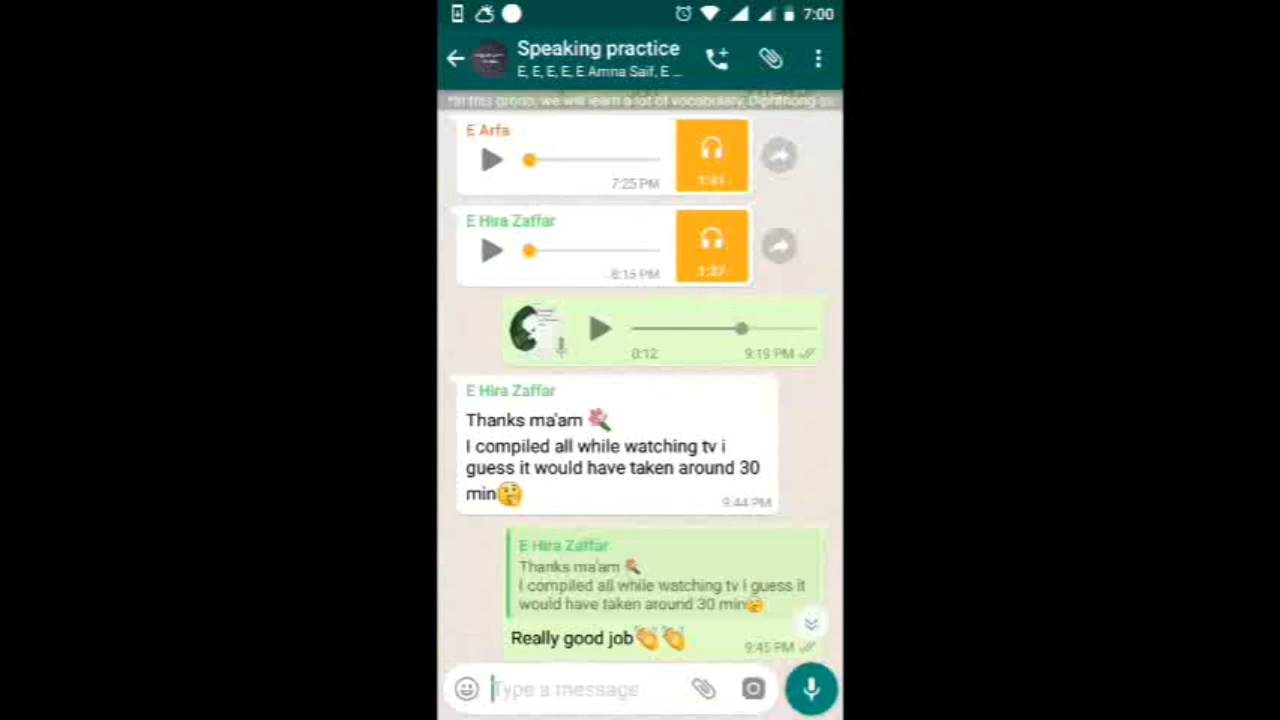 7:00
Speaking practice
E, E, E, E, E Amna Saif, E ...
*In this group, we will learn a lot of vocabulary, Diphthong
E Arfa
7:25 PM
E Hira Zaffar
8:15 PM
0:12
9:19 PM
E Hira Zaffar
Thanks ma'am
I compiled all while watching tv i
guess it would have taken around 30
min
9:44 PM
E Hira Zaffar
Thanks ma'am
I compiled all while watching tv I guess it
would have taken around 30 min
Really good job
9:45 PM
Type a message